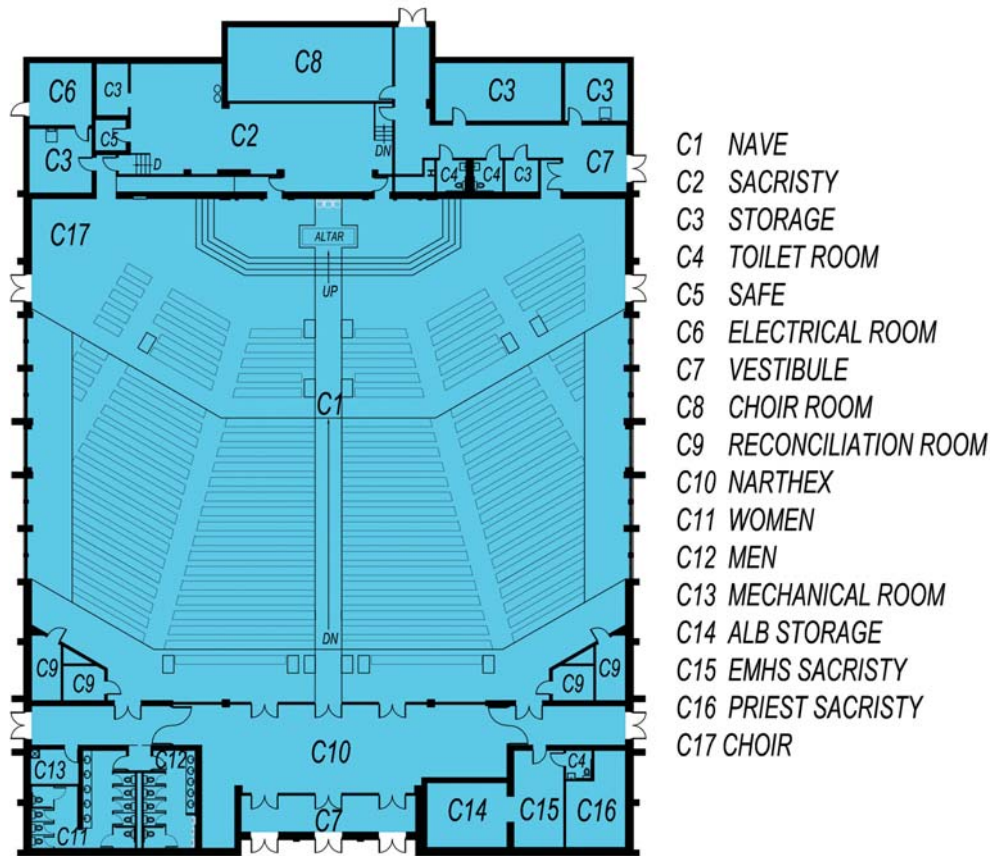 C8
C6
C3
C3
C3
C5
C2
C3
D
DN
C4
C4
C3
C7
C17
ALTAR
UP
C1
DN
C9
C9
C9
C9
C10
C13
C12
C4
C11
C7
C14
C15
C16
C1 NAVE
C2 SACRISTY
C3 STORAGE
C4 TOILET ROOM
C5 SAFE
C6 ELECTRICAL ROOM
C7 VESTIBULE
C8 CHOIR ROOM
C9 RECONCILIATION ROOM
C10 NARTHEX
C11 WOMEN
C12 MEN
C13 MECHANICAL ROOM
C14 ALB STORAGE
C15 EMHS SACRISTY
C16 PRIEST SACRISTY
C17 CHOIR